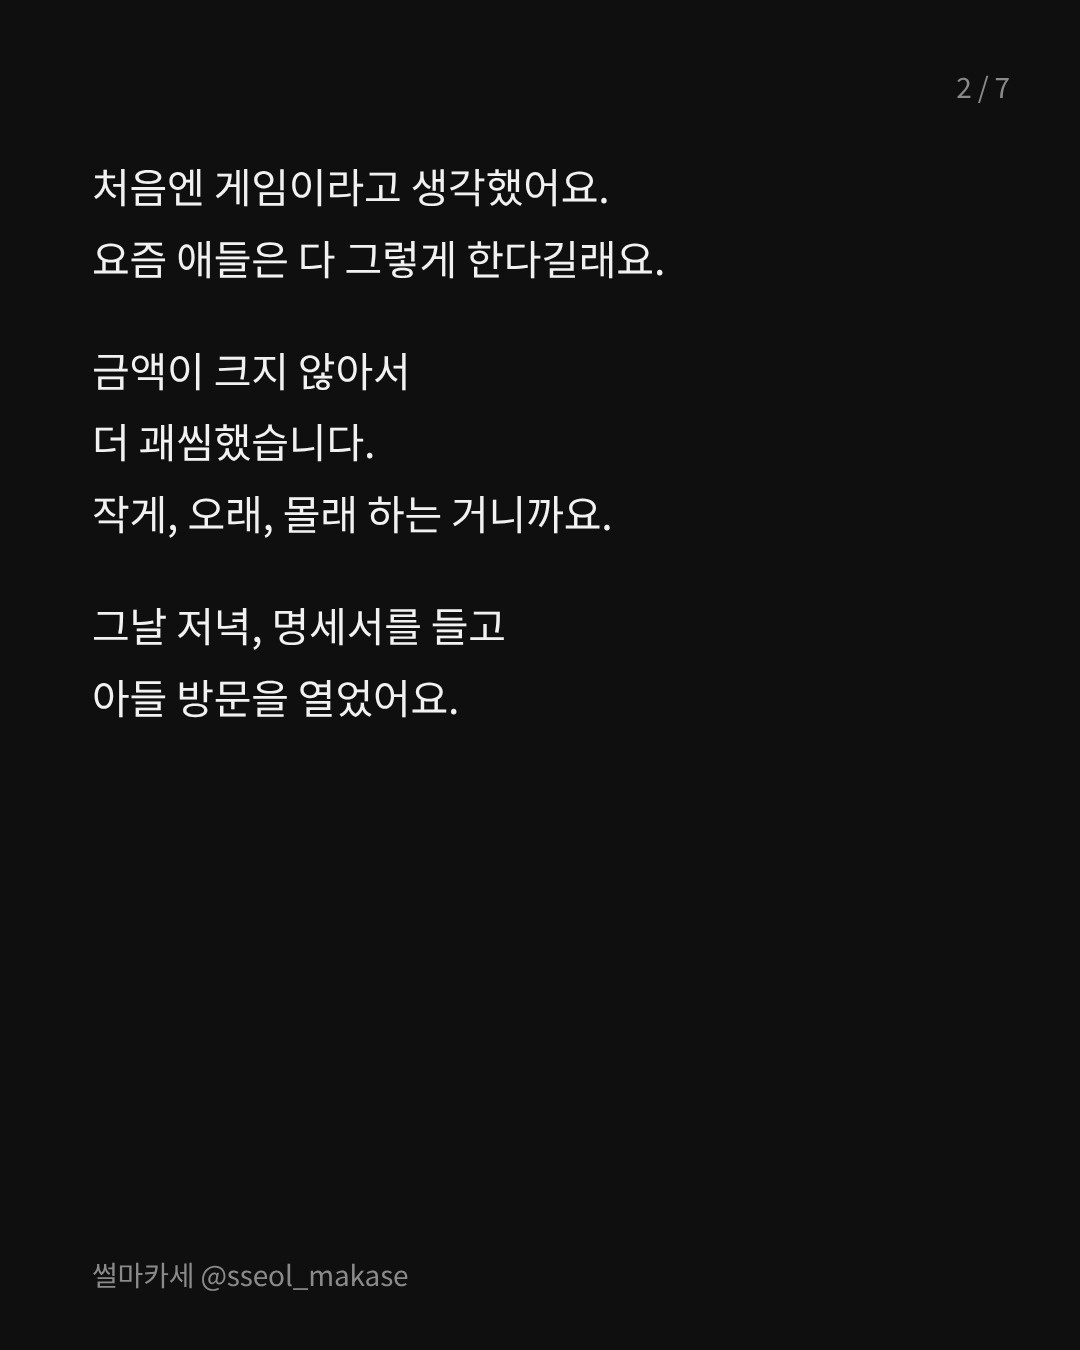 2 / 7
처음엔 게임이라고 생각했어요.
요즘 애들은 다 그렇게 한다길래요.
금액이 크지 않아서
더 괘씸했습니다.
작게, 오래, 몰래 하는 거니까요.
그날 저녁, 명세서를 들고
아들 방문을 열었어요.
썰마카세 @sseol_makase